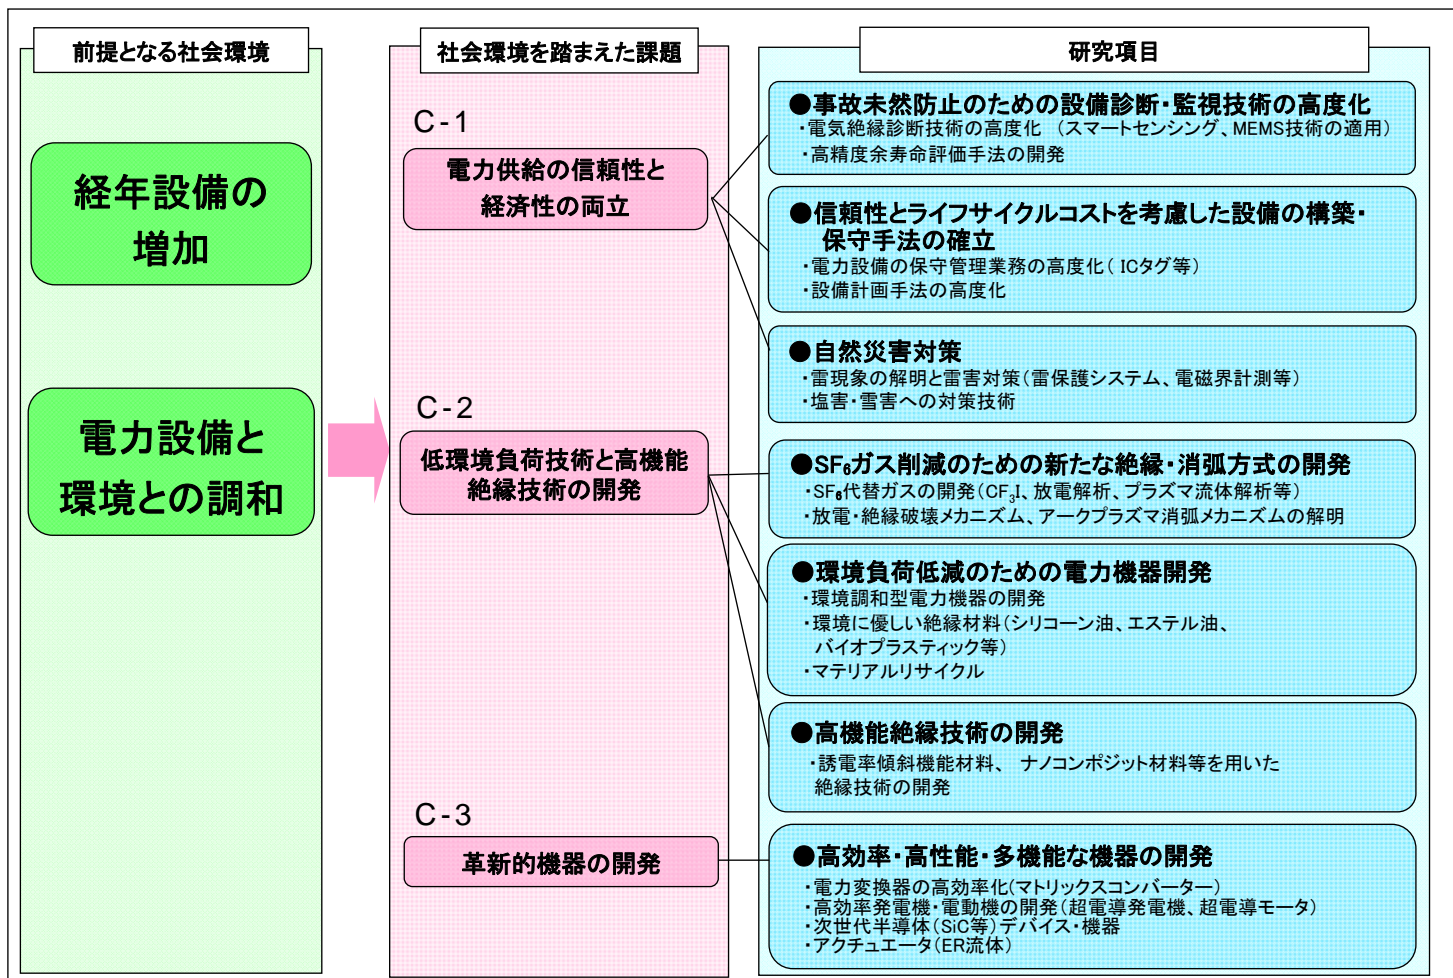 前提となる社会環境
経年設備の
増加
電力設備と
環境との調和
社会環境を踏まえた課題
C-1
電力供給の信頼性と
経済性の両立
C-2
低環境負荷技術と高機能
絶縁技術の開発
C-3
革新的機器の開発
研究項目
●事故未然防止のための設備診断・監視技術の高度化
・電気絶縁診断技術の高度化 （スマートセンシング、MEMS技術の適用）
・高精度余寿命評価手法の開発
●信頼性とライフサイクルコストを考慮した設備の構築・
保守手法の確立
・電力設備の保守管理業務の高度化（ ICタグ等）
・設備計画手法の高度化
●自然災害対策
・雷現象の解明と雷害対策（雷保護システム、電磁界計測等）
・塩害・雪害への対策技術
●SF₆ガス削減のための新たな絶縁・消弧方式の開発
・SF₆代替ガスの開発（CF₃I、放電解析、プラズマ流体解析等）
・放電・絶縁破壊メカニズム、アークプラズマ消弧メカニズムの解明
●環境負荷低減のための電力機器開発
・環境調和型電力機器の開発
・環境に優しい絶縁材料（シリコーン油、エステル油、
バイオプラスティック等）
・マテリアルリサイクル
●高機能絶縁技術の開発
・誘電率傾斜機能材料、 ナノコンポジット材料等を用いた
絶縁技術の開発
●高効率・高性能・多機能な機器の開発
・電力変換器の高効率化(マトリックスコンバーター）
・高効率発電機・電動機の開発（超電導発電機、超電導モータ）
・次世代半導体（SiC等）デバイス・機器
・アクチュエータ(ER流体）